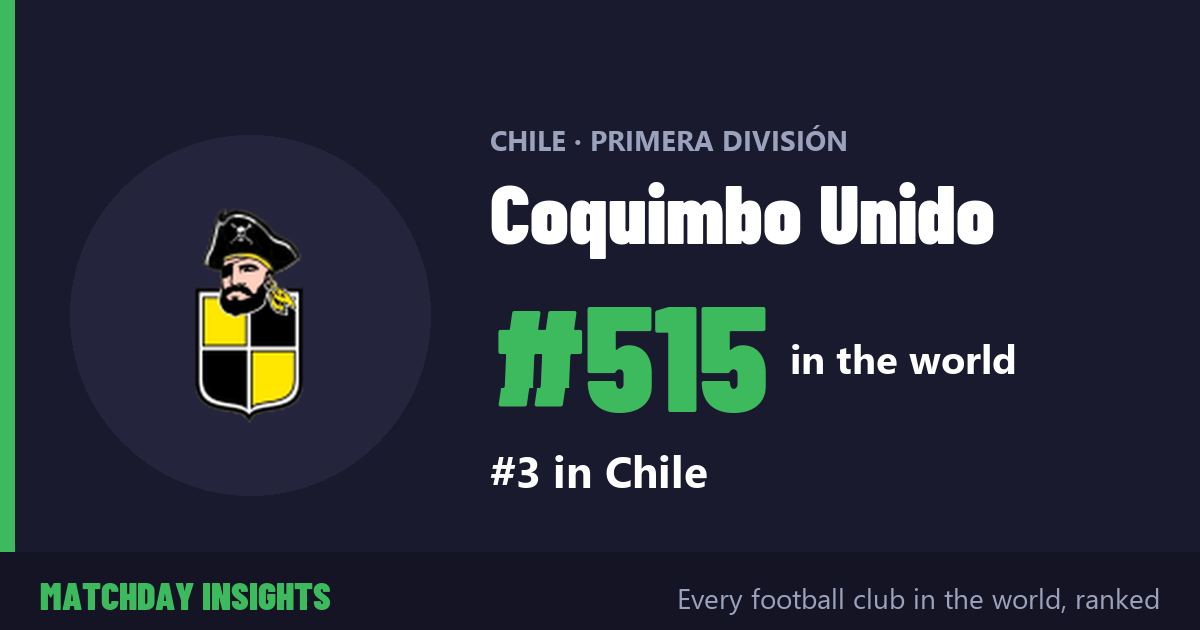 CHILE · PRIMERA DIVISIÓN
Coquimbo Unido
#515 in the world
#3 in Chile
MATCHDAY INSIGHTS
Every football club in the world, ranked